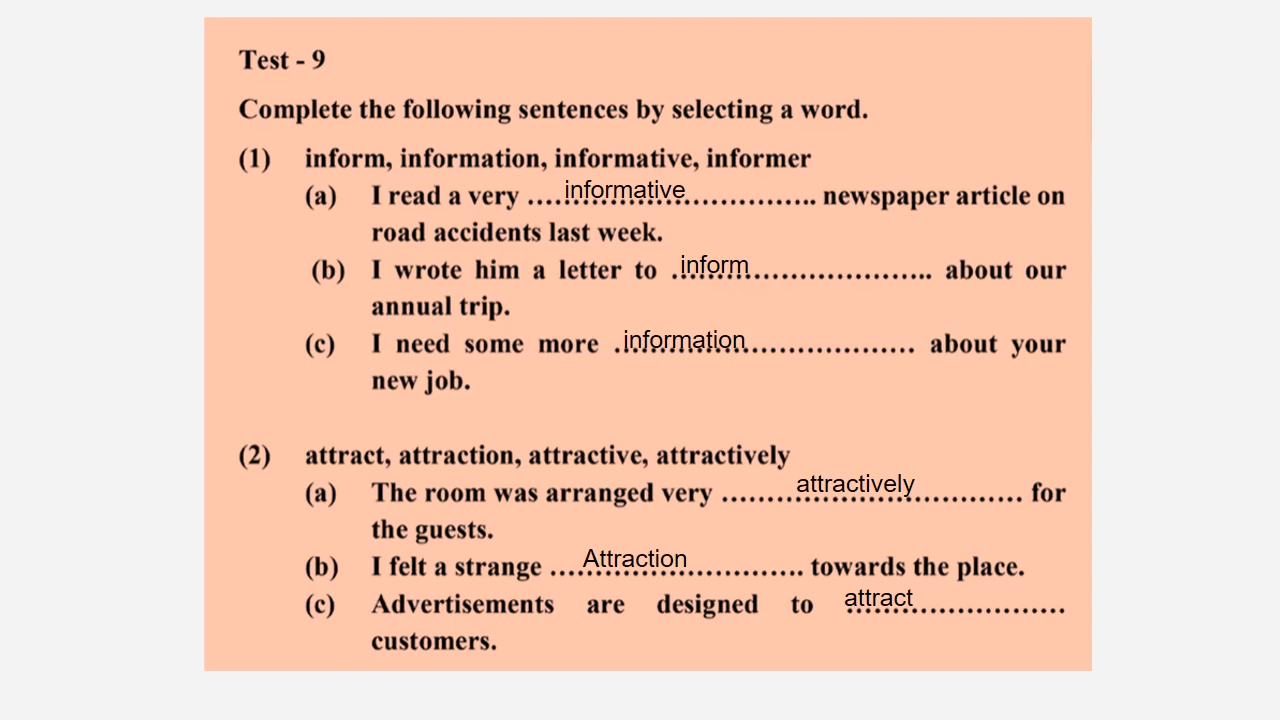 Test - 9
Complete the following sentences by selecting a word.
(1) inform, information, informative, informer
(a) I read a very ....informative................. newspaper article on
road accidents last week.
(b) I wrote him a letter to .inform........................ about our
annual trip.
(c) I need some more .information...................... about your
new job.
(2) attract, attraction, attractive, attractively
(a) The room was arranged very ..........attractively.............. for
the guests.
(b) I felt a strange ....Attraction............... towards the place.
(c) Advertisements are designed to attract....................
customers.